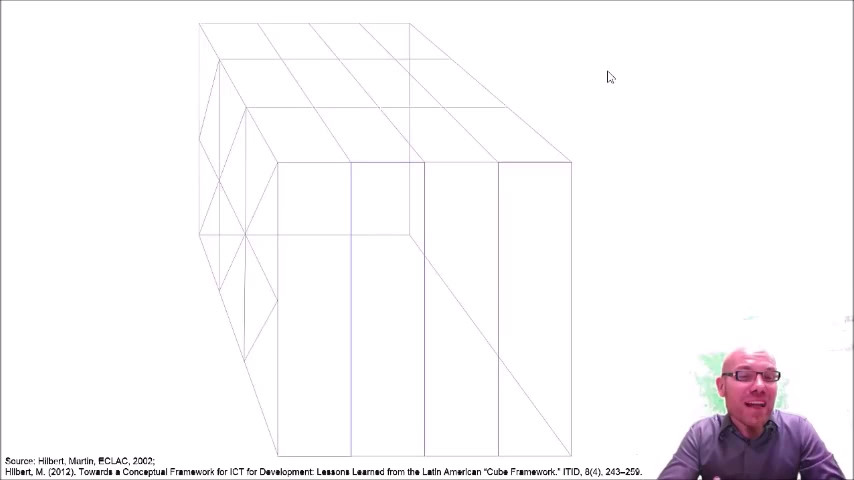 Source: Hilbert, Martin, ECLAC, 2002;
Hilbert, M. (2012). Towards a Conceptual Framework for ICT for Development: Lessons Learned from the Latin American “Cube Framework.” ITID, 8(4), 243–259.